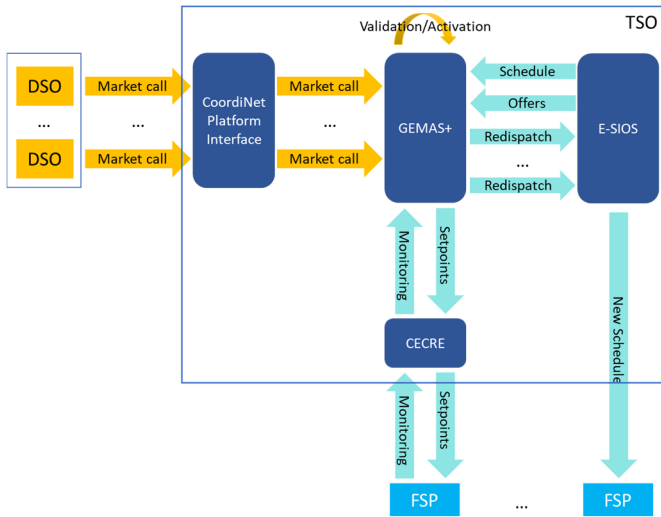 Validation/Activation
TSO
DSO
Market call
Market call
Schedule
...
CoordiNet
Platform
Interface
...
GEMAS+
Offers
E-SIOS
...
Redispatch
DSO
Market call
Market call
...
Redispatch
Monitoring
Setpoints
New Schedule
CECRE
Monitoring
Setpoints
FSP
...
FSP